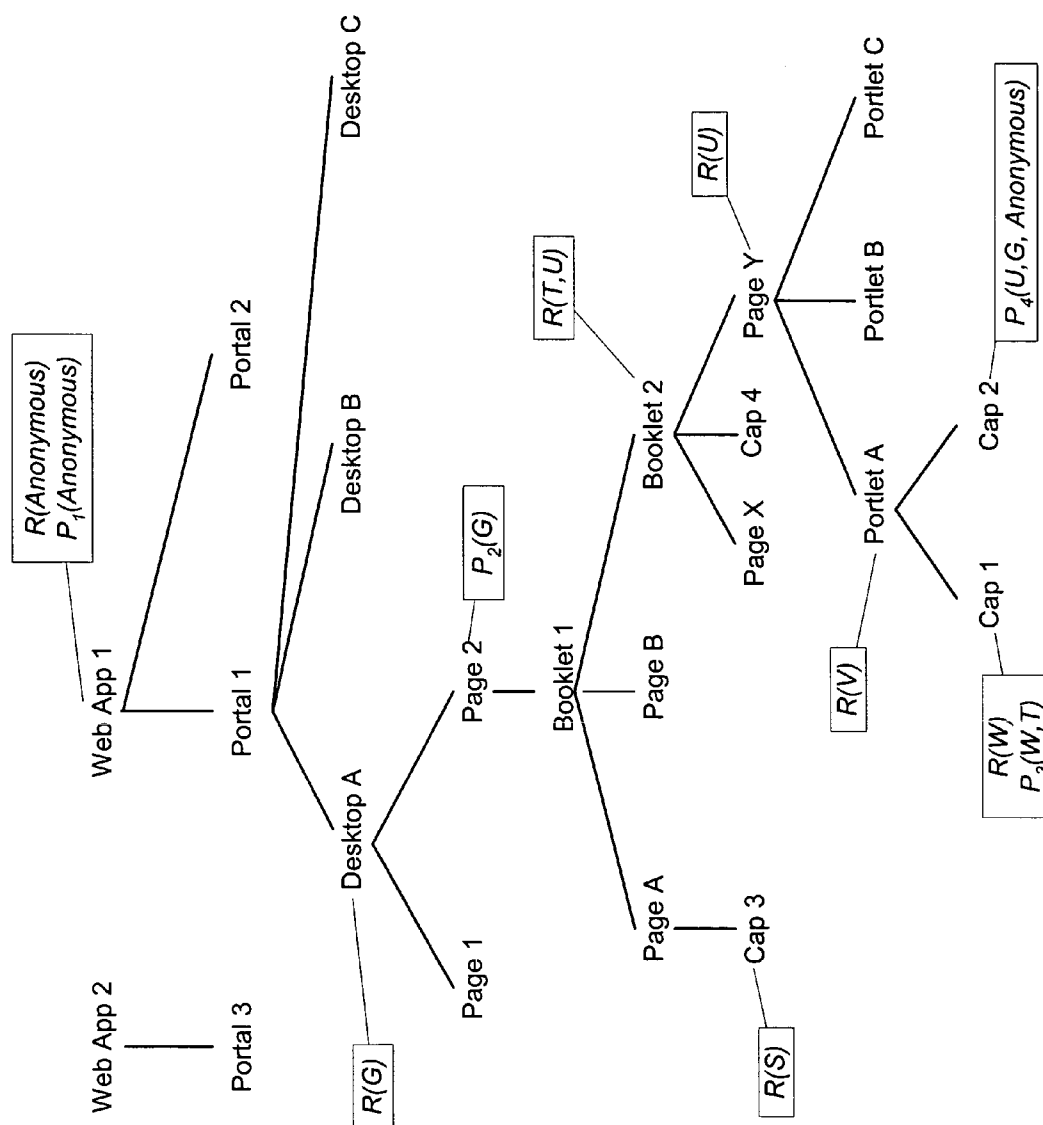 R(Anonymous)
P₁(Anonymous)
Web App 2
Web App 1
Portal 3
Portal 1
Portal 2
R(G)
Desktop A
Desktop B
Desktop C
Page 1
Page 2
P₂(G)
Booklet 1
R(T,U)
Page A
Page B
Booklet 2
R(U)
R(S)
Cap 3
Page X
Cap 4
Page Y
R(V)
Portlet A
Portlet B
Portlet C
R(W)
P₃(W,T)
Cap 1
Cap 2
P₄(U,G, Anonymous)